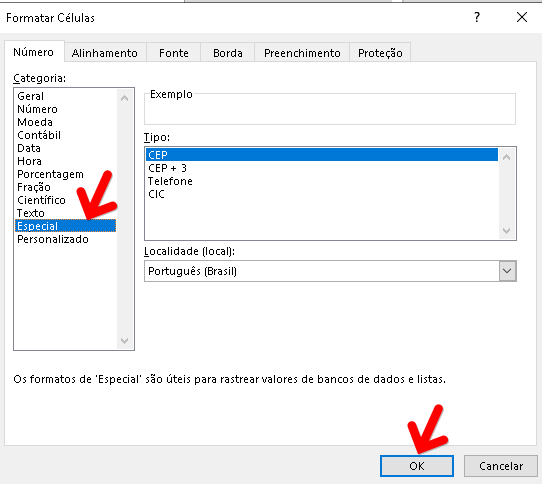 Formatar Células
? 
Número Alinhamento Fonte Borda Preenchimento Proteção
Categoria:
Geral
Número
Moeda
Contábil
Data
Hora
Porcentagem
Fração
Científico
Texto
Especial
Personalizado
Exemplo
Tipo:
CEP
CEP + 3
Telefone
CIC
Localidade (local):
Português (Brasil)
Os formatos de 'Especial' são úteis para rastrear valores de bancos de dados e listas.
OK Cancelar